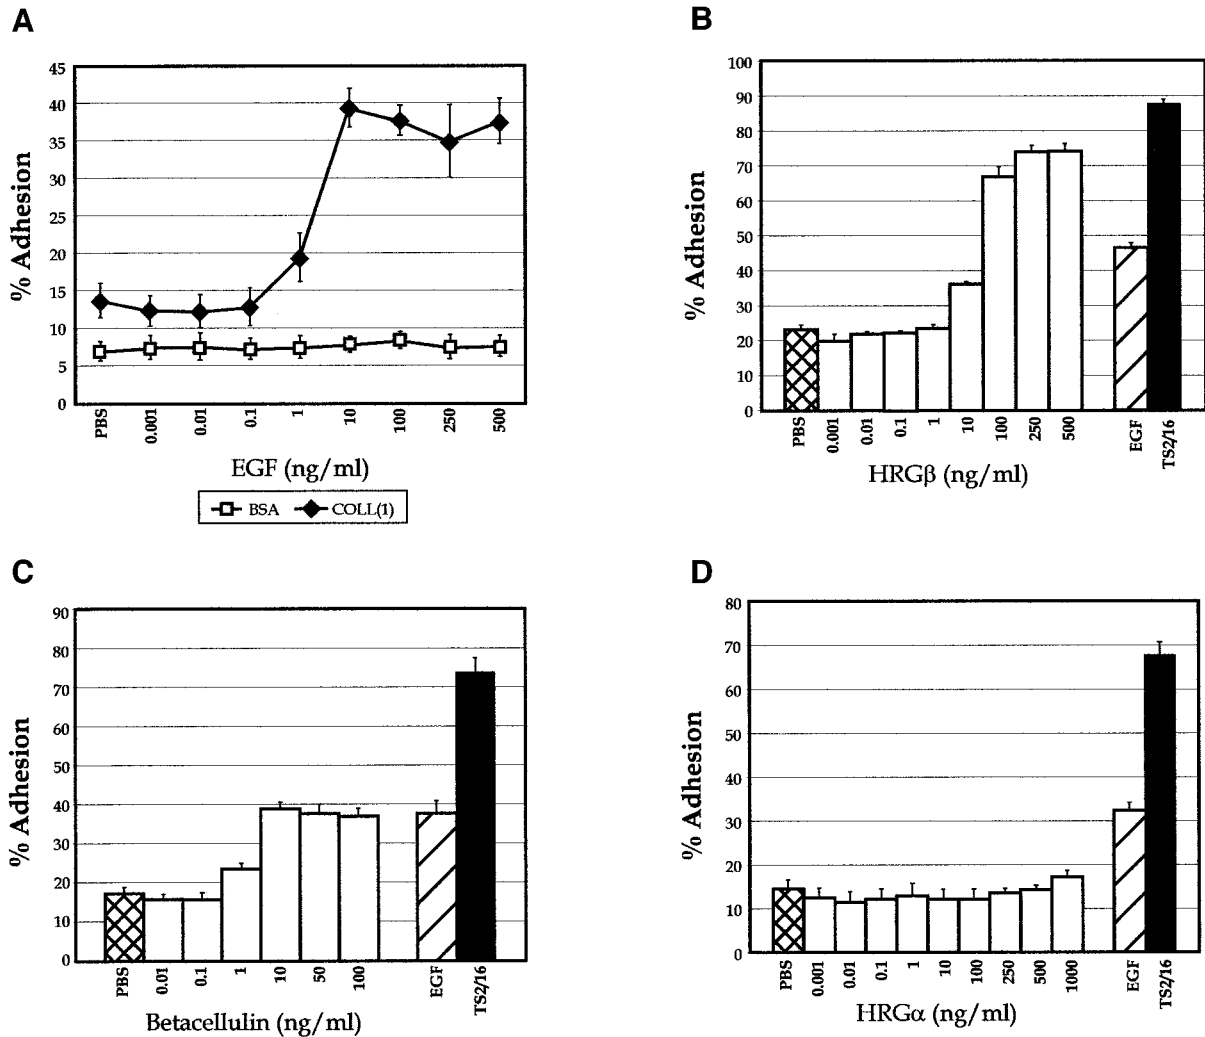 A
45
40
35
30
25
20
15
10
5
0
% Adhesion
PBS 0.001 0.01 0.1 1 10 100 250 500
EGF (ng/ml)
BSA COLL(1)
B
100
90
80
70
60
50
40
30
20
10
0
% Adhesion
PBS 0.001 0.01 0.1 1 10 100 250 500 EGF TS2/16
HRGβ (ng/ml)
C
90
80
70
60
50
40
30
20
10
0
% Adhesion
PBS 0.01 0.1 1 10 50 100 EGF TS2/16
Betacellulin (ng/ml)
D
80
70
60
50
40
30
20
10
0
% Adhesion
PBS 0.001 0.01 0.1 1 10 100 250 500 1000 EGF TS2/16
HRGα (ng/ml)